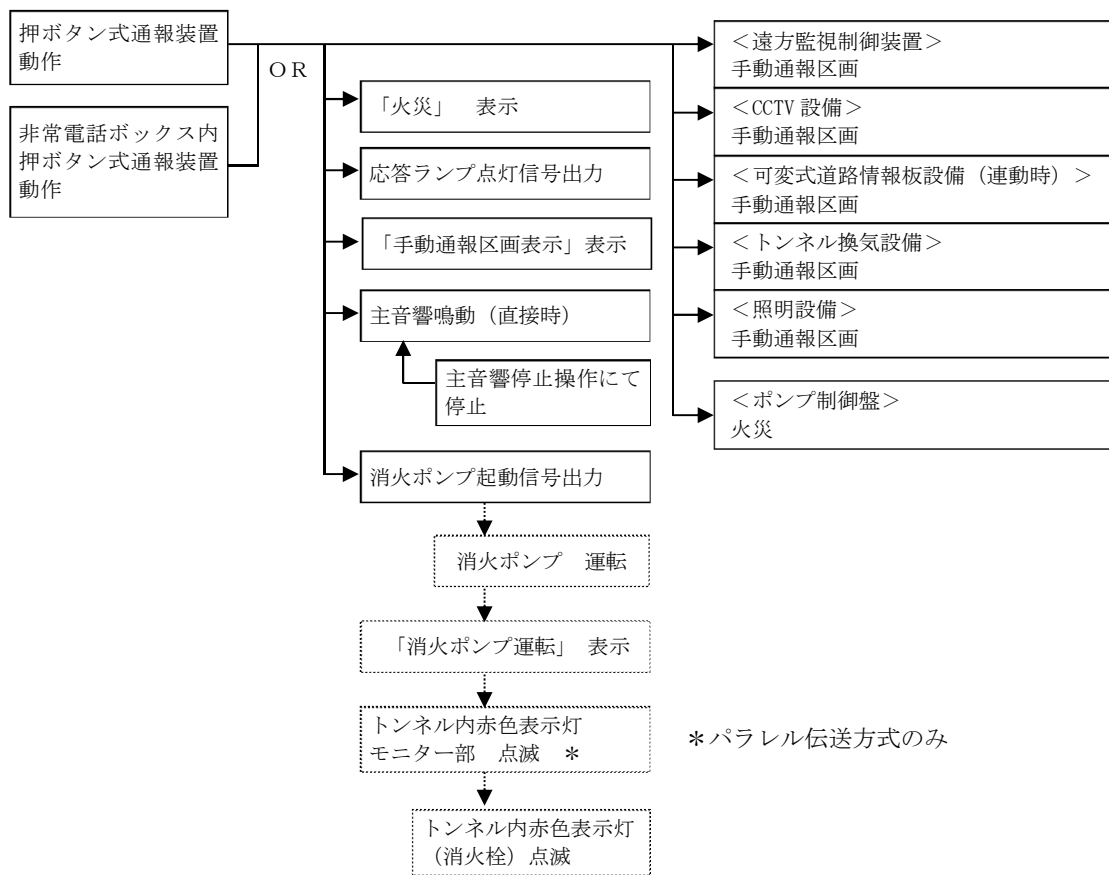 押ボタン式通報装置
動作
OR
非常電話ボックス内
押ボタン式通報装置
動作
「火災」　表示
応答ランプ点灯信号出力
「手動通報区画表示」表示
主音響鳴動（直接時）
主音響停止操作にて
停止
消火ポンプ起動信号出力
消火ポンプ　運転
「消火ポンプ運転」　表示
トンネル内赤色表示灯
モニター部　点滅　＊
トンネル内赤色表示灯
（消火栓）点滅
＜遠方監視制御装置＞
手動通報区画
＜CCTV 設備＞
手動通報区画
＜可変式道路情報板設備（連動時）＞
手動通報区画
＜トンネル換気設備＞
手動通報区画
＜照明設備＞
手動通報区画
＜ポンプ制御盤＞
火災
＊パラレル伝送方式のみ